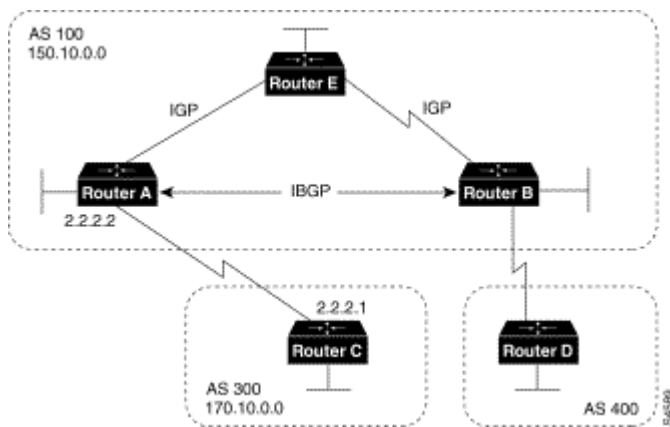 AS 100
150.10.0.0
Router E
IGP
IGP
Router A
IBGP
Router B
2.2.2.2
2.2.2.1
Router C
Router D
AS 300
170.10.0.0
AS 400